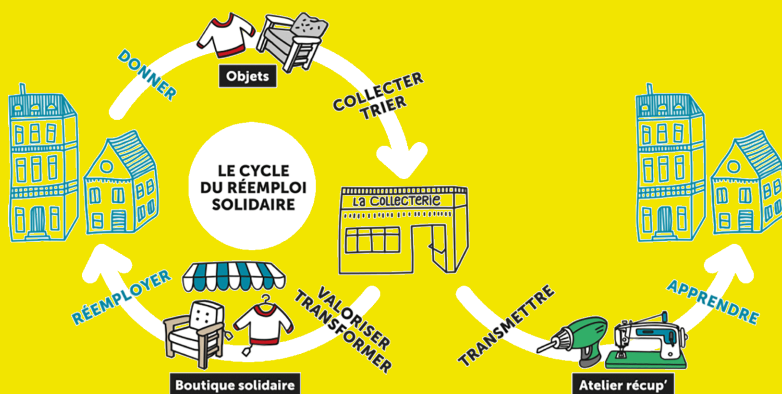 DONNER
Objets
COLLECTER
TRIER
LE CYCLE
DU RÉEMPLOI
SOLIDAIRE
La COLLECTERIE
RÉEMPLOYER
VALORISER
TRANSFORMER
TRANSMETTRE
APPRENDRE
Boutique solidaire
Atelier récup’